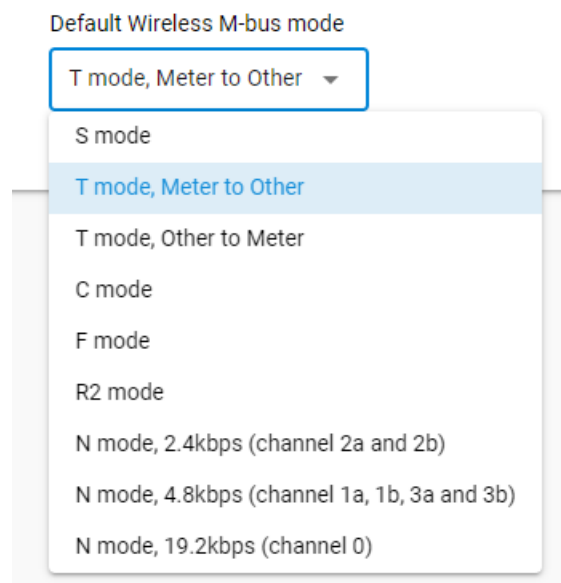 Default Wireless M-bus mode
T mode, Meter to Other
S mode
T mode, Meter to Other
T mode, Other to Meter
C mode
F mode
R2 mode
N mode, 2.4kbps (channel 2a and 2b)
N mode, 4.8kbps (channel 1a, 1b, 3a and 3b)
N mode, 19.2kbps (channel 0)